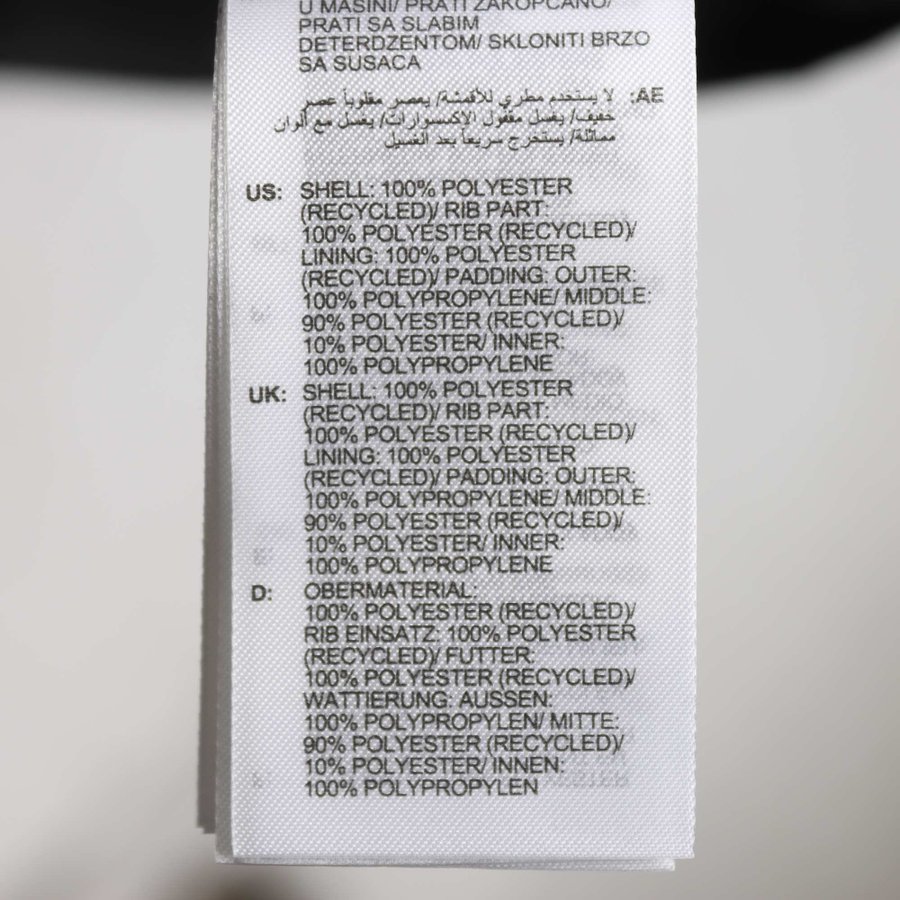 U MASINI/ PRATI ZAKOPCANO/
PRATI SA SLABIM
DETERDZENTOM/ SKLONITI BRZO
SA SUSACA
AE: لا يستخدم مطري للأقمشة/ يعصر مقلوباً عصر
خفيف/ يغسل مقفول الإكسسوارات/ يغسل مع ألوان
مماثلة/ يستخرج سريعاً بعد الغسيل
US: SHELL: 100% POLYESTER
(RECYCLED)/ RIB PART:
100% POLYESTER (RECYCLED)/
LINING: 100% POLYESTER
(RECYCLED)/ PADDING: OUTER:
100% POLYPROPYLENE/ MIDDLE:
90% POLYESTER (RECYCLED)/
10% POLYESTER/ INNER:
100% POLYPROPYLENE
UK: SHELL: 100% POLYESTER
(RECYCLED)/ RIB PART:
100% POLYESTER (RECYCLED)/
LINING: 100% POLYESTER
(RECYCLED)/ PADDING: OUTER:
100% POLYPROPYLENE/ MIDDLE:
90% POLYESTER (RECYCLED)/
10% POLYESTER/ INNER:
100% POLYPROPYLENE
D: OBERMATERIAL:
100% POLYESTER (RECYCLED)/
RIB EINSATZ: 100% POLYESTER
(RECYCLED)/ FUTTER:
100% POLYESTER (RECYCLED)/
WATTIERUNG: AUSSEN:
100% POLYPROPYLEN/ MITTE:
90% POLYESTER (RECYCLED)/
10% POLYESTER/ INNEN:
100% POLYPROPYLEN